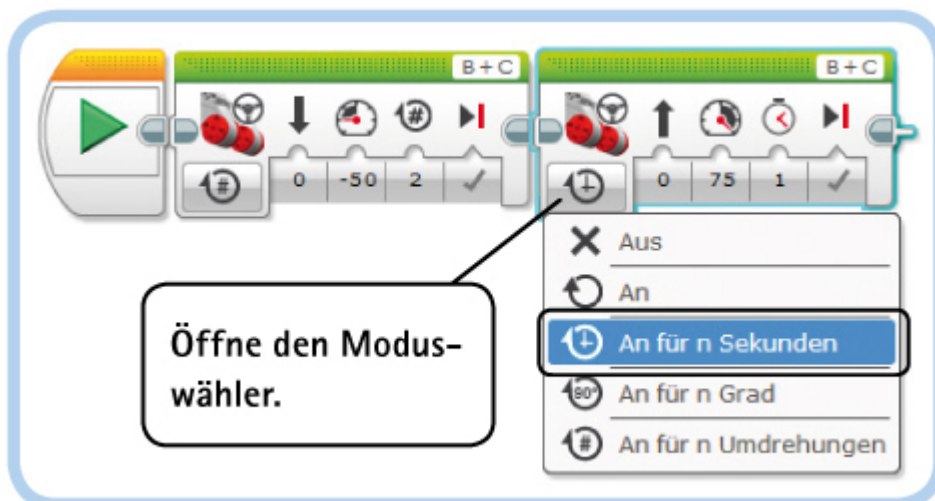 B+C
B+C
# #
0 -50 2
0 75 1
Aus
An
An für n Sekunden
90° An für n Grad
# An für n Umdrehungen
Öffne den Modus-
wähler.